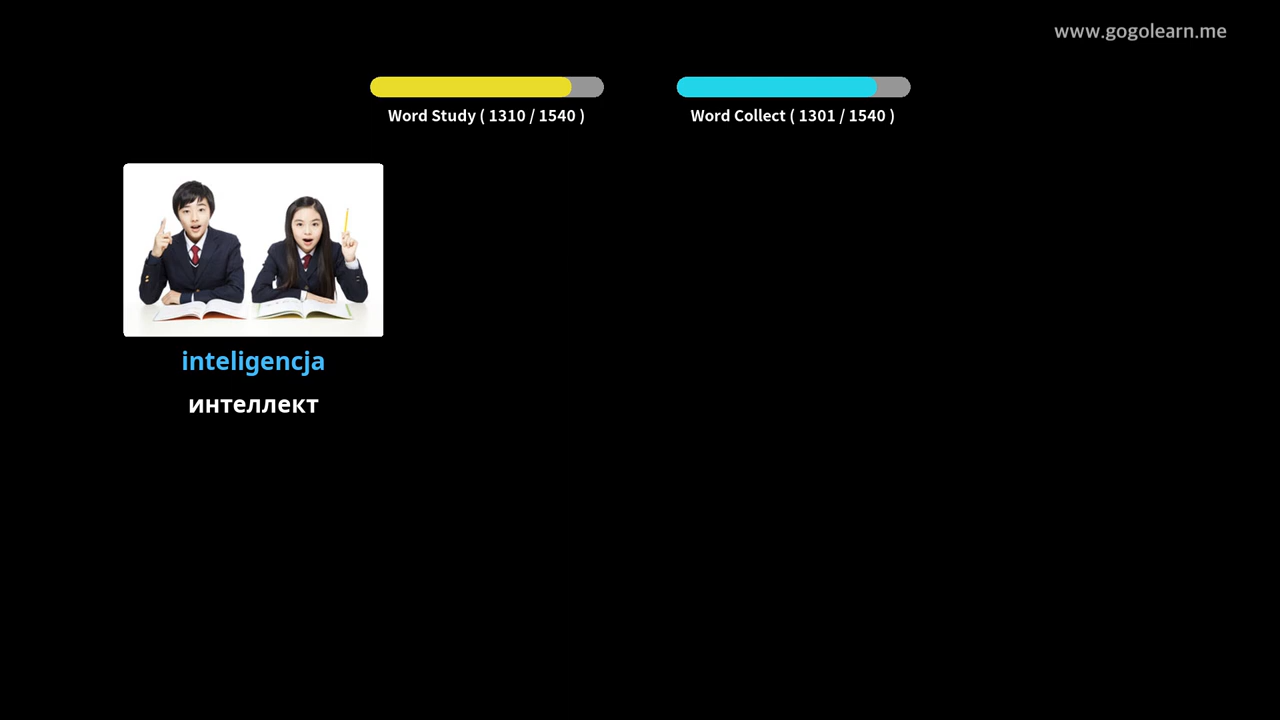 www.gogolearn.me
Word Study ( 1310 / 1540 )
Word Collect ( 1301 / 1540 )
inteligencja
интеллект